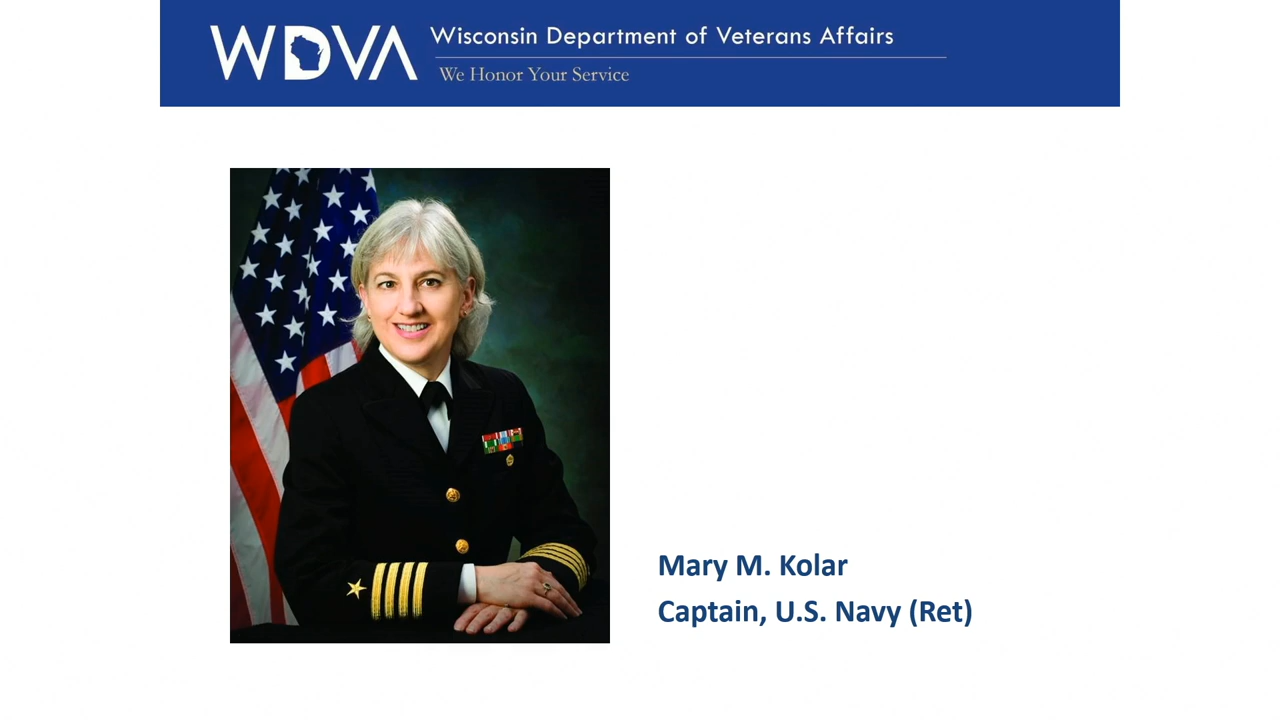 WDVA
Wisconsin Department of Veterans Affairs
We Honor Your Service
Mary M. Kolar
Captain, U.S. Navy (Ret)